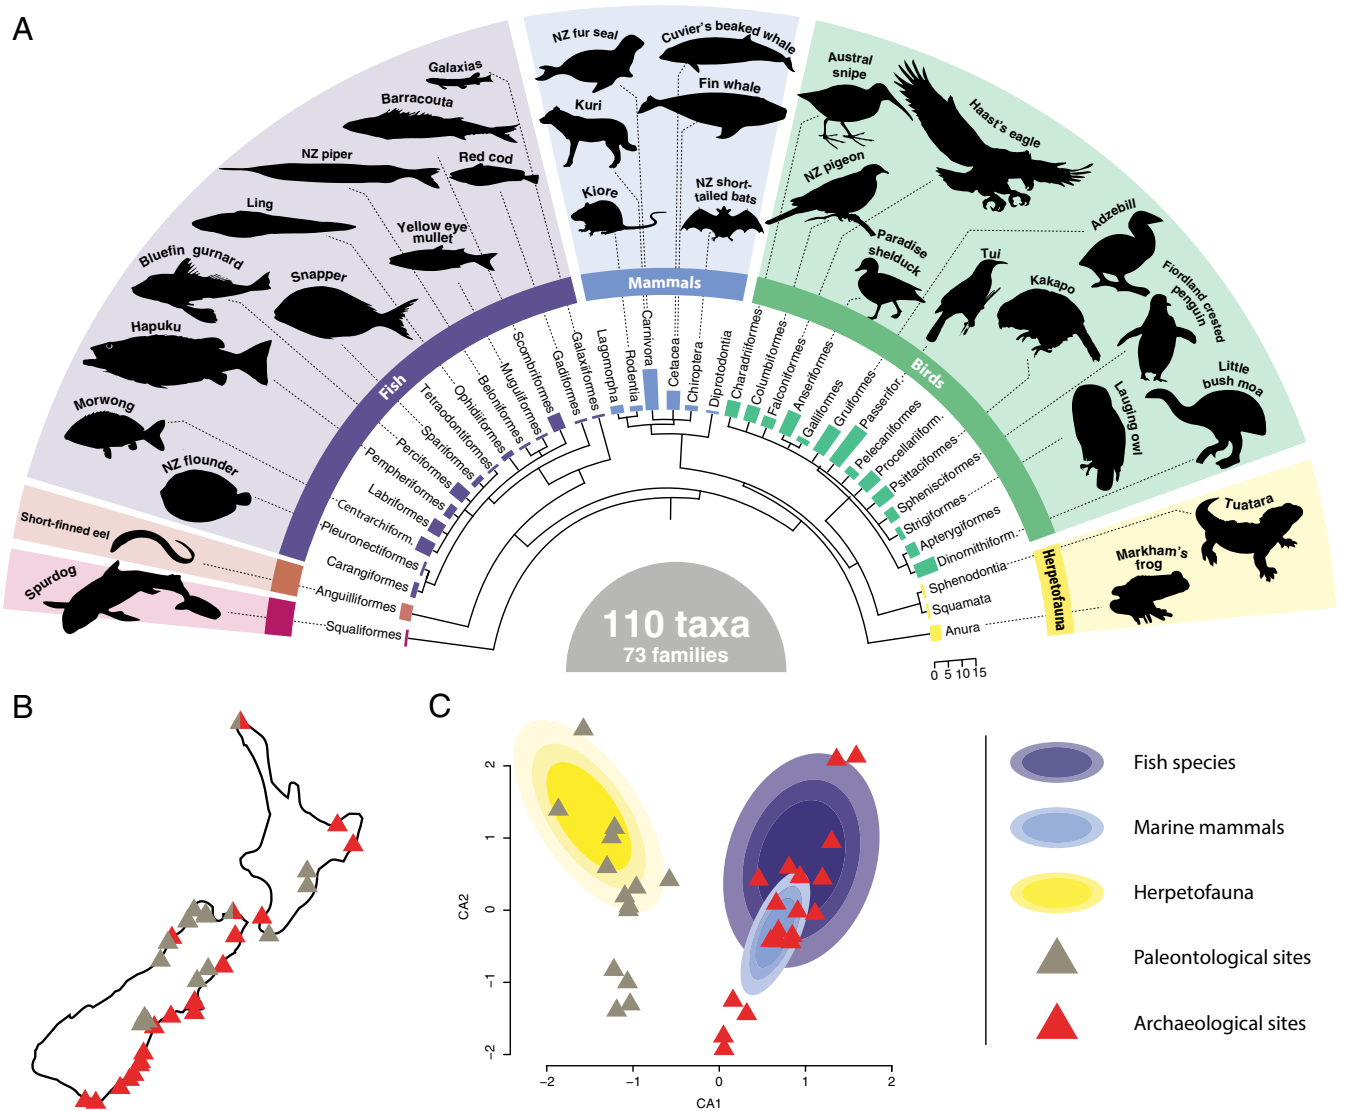 A
Galaxias
Barracouta
NZ piper
Red cod
Ling
Yellow eye
mullet
Bluefin gurnard
Snapper
Hapuku
Morwong
NZ flounder
Short-finned eel
Spurdog
NZ fur seal
Cuvier's beaked whale
Kuri
Fin whale
Kiore
NZ short-
tailed bats
Austral
snipe
Haast's eagle
NZ pigeon
Paradise
shelduck
Adzebill
Tui
Kakapo
Fiordland crested
penguin
Little
bush moa
Lauging owl
Tuatara
Markham's
frog
Fish
Mammals
Birds
Herpetofauna
Squaliformes
Anguilliformes
Carangiformes
Pleuronectiformes
Centrarchiform.
Labriformes
Pempheriformes
Perciformes
Spariformes
Tetraodontiformes
Ophidiiformes
Beloniformes
Muguliformes
Scombriformes
Gadiformes
Galaxiiformes
Lagomorpha
Rodentia
Carnivora
Cetacea
Chiroptera
Diprotodontia
Charadriiformes
Columbiformes
Falconiformes
Anseriformes
Galliformes
Gruiformes
Passerifor.
Pelecaniformes
Procellariiform.
Psittaciformes
Sphenisciformes
Strigiformes
Apterygiformes
Dinomithiform.
Sphenodontia
Squamata
Anura
110 taxa
73 families
0 5 10 15
B
C
CA2
2
1
0
−1
−2
−2 −1 0 1 2
CA1
Fish species
Marine mammals
Herpetofauna
Paleontological sites
Archaeological sites